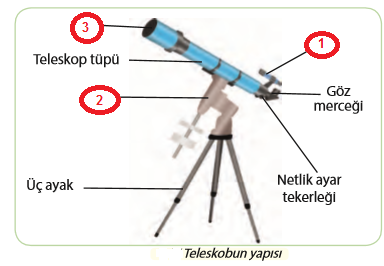 3
1
Teleskop tüpü
2
Göz
merceği
Üç ayak
Netlik ayar
tekerleği
Teleskobun yapısı